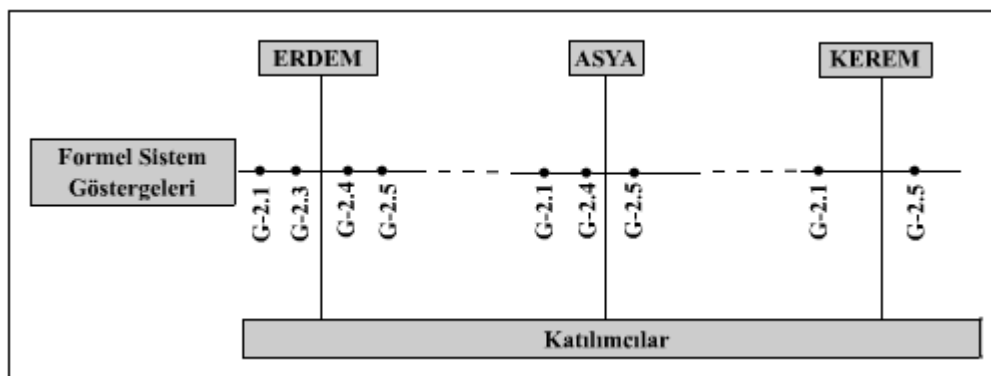 ERDEM
ASYA
KEREM
Formel Sistem
Göstergeleri
G-2.1
G-2.3
G-2.4
G-2.5
G-2.1
G-2.4
G-2.5
G-2.1
G-2.5
Katılımcılar